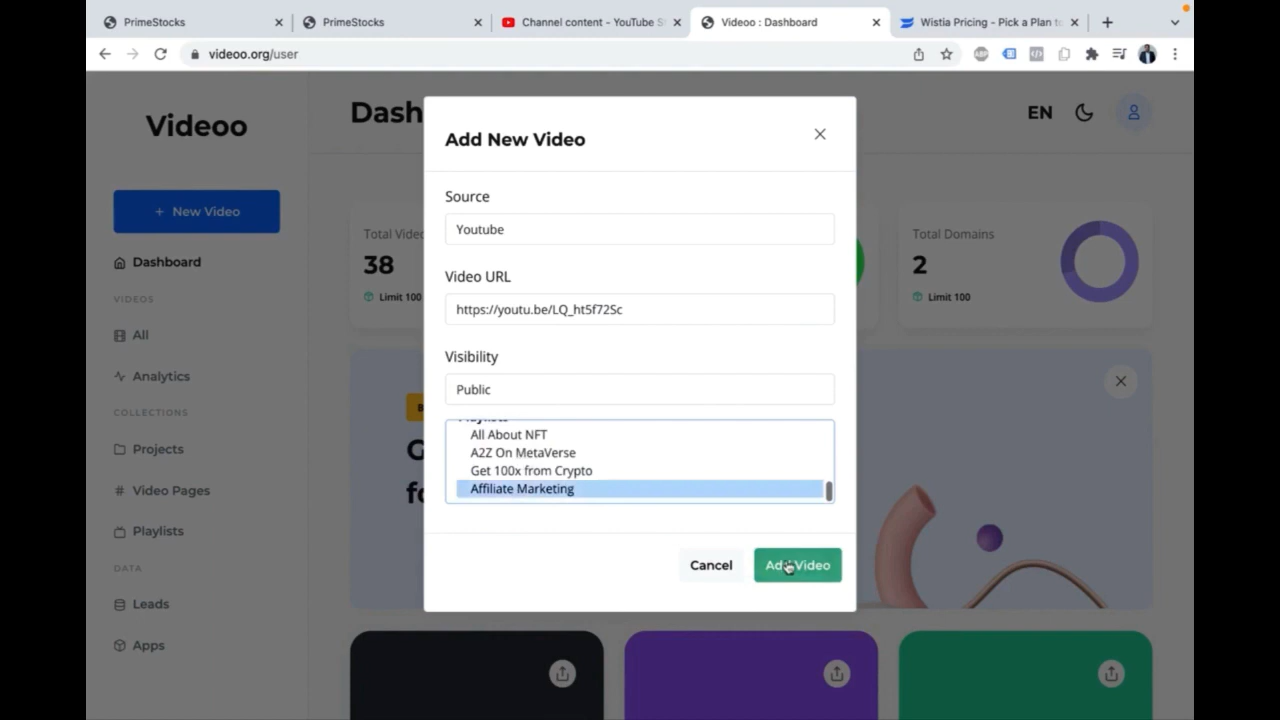 PrimeStocks
PrimeStocks
Channel content - YouTube S
Videoo : Dashboard
Wistia Pricing - Pick a Plan to
videoo.org/user
Videoo
Dash
EN
+ New Video
Dashboard
VIDEOS
All
Analytics
COLLECTIONS
Projects
# Video Pages
Playlists
DATA
Leads
Apps
Total Vide
38
Limit 100
Total Domains
2
Limit 100
B
G
fo
Add New Video
Source
Youtube
Video URL
https://youtu.be/LQ_ht5f72Sc
Visibility
Public
Playlists
All About NFT
A2Z On MetaVerse
Get 100x from Crypto
Affiliate Marketing
Cancel
Add Video